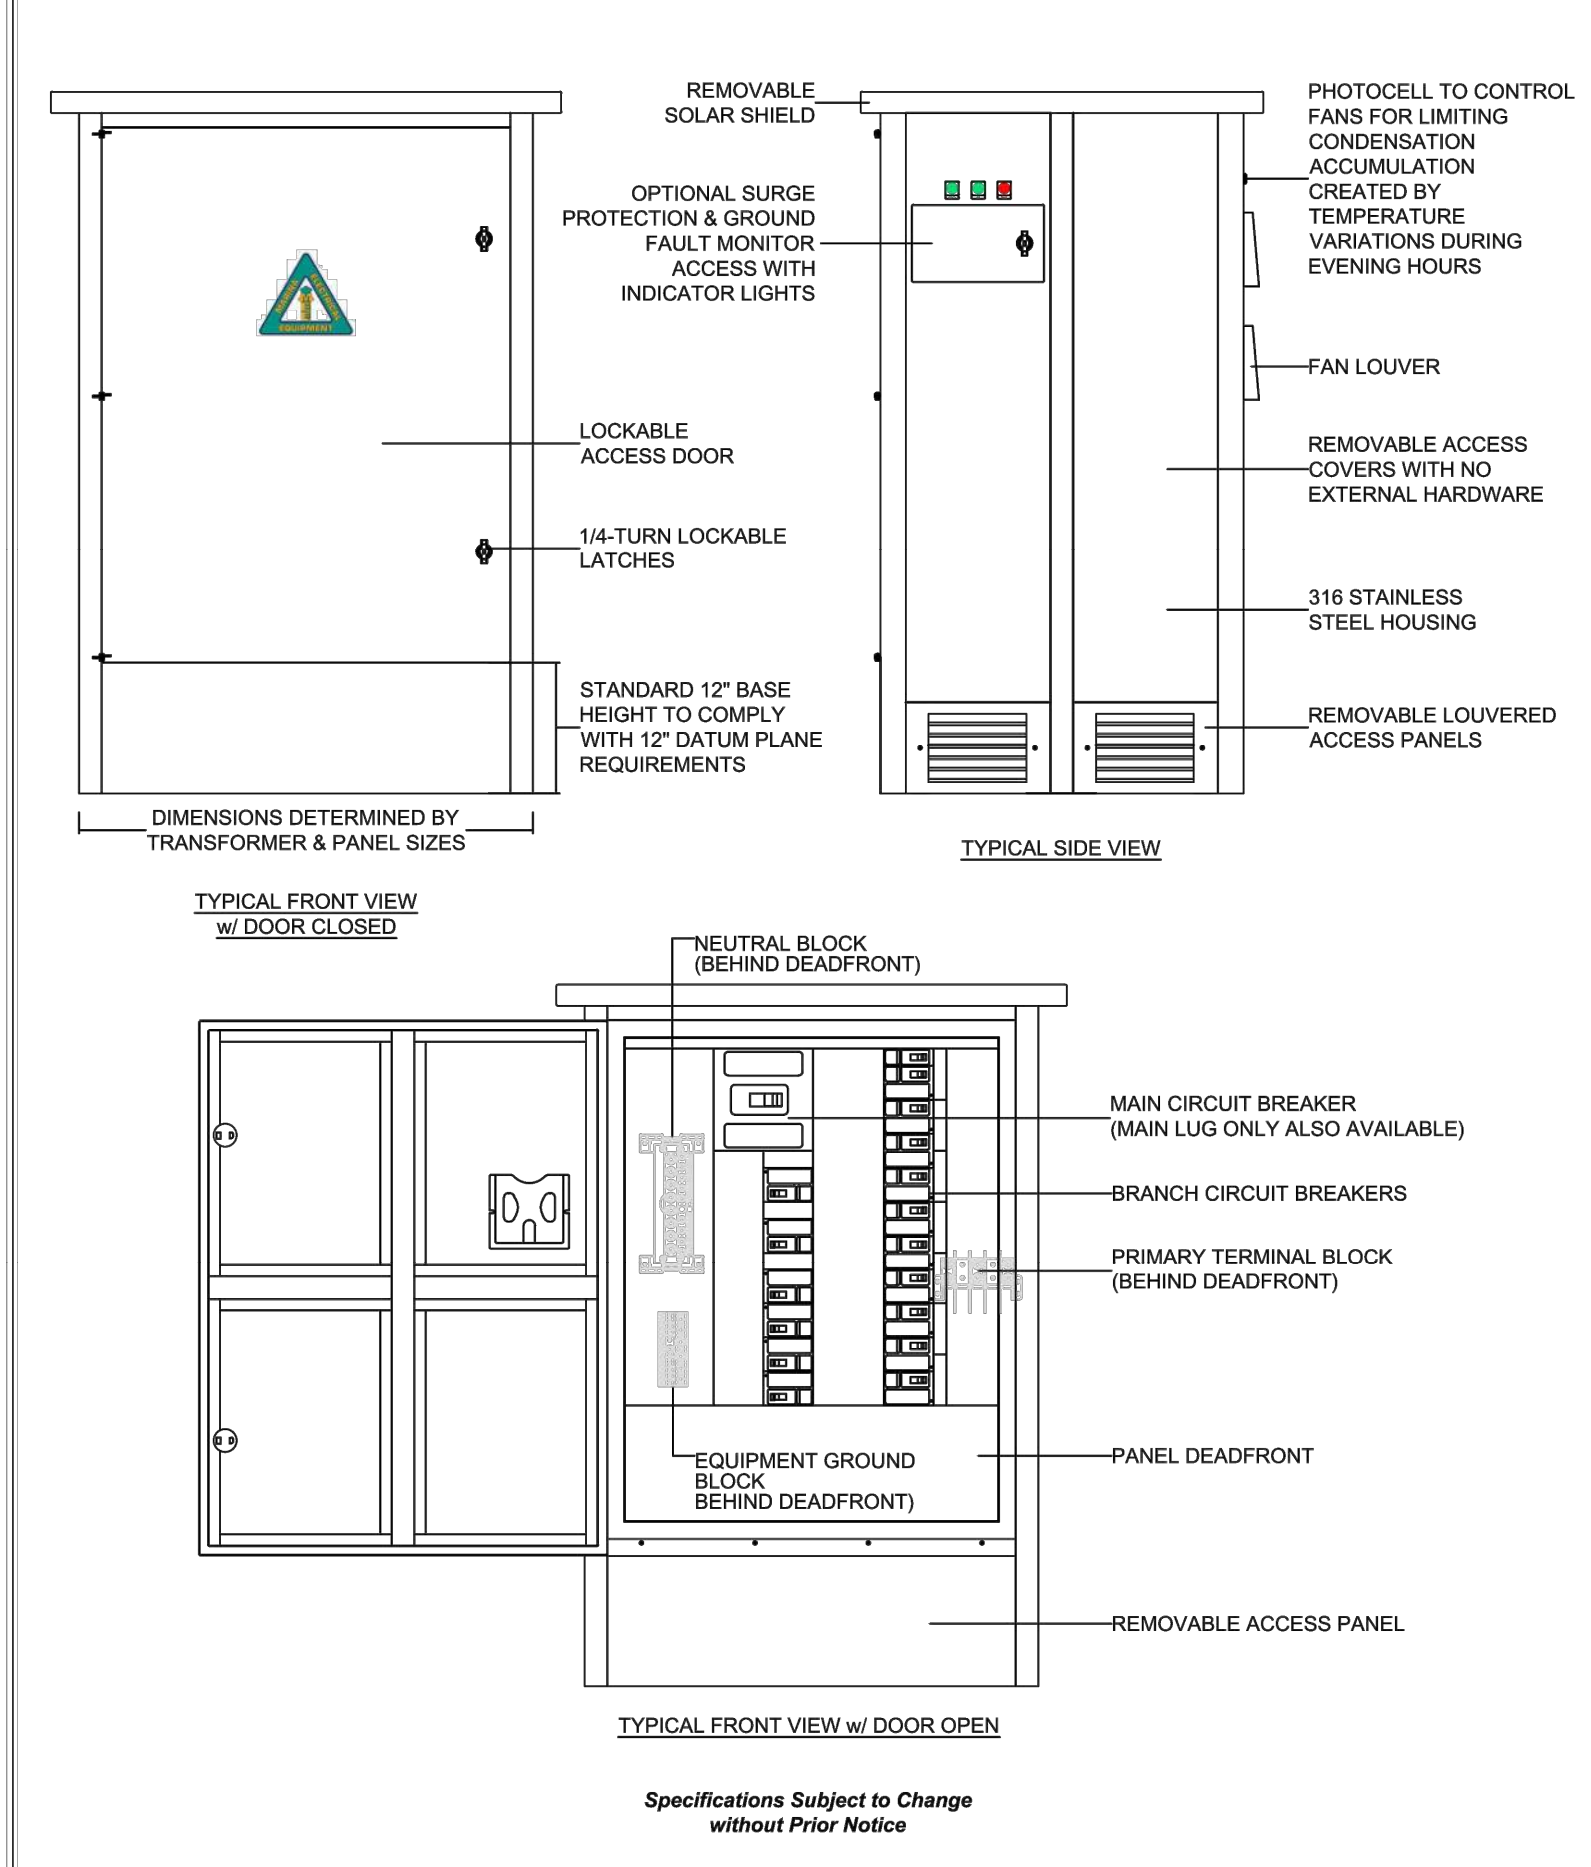 REMOVABLE
SOLAR SHIELD
OPTIONAL SURGE
PROTECTION & GROUND
FAULT MONITOR
ACCESS WITH
INDICATOR LIGHTS
PHOTOCELL TO CONTROL
FANS FOR LIMITING
CONDENSATION
ACCUMULATION
CREATED BY
TEMPERATURE
VARIATIONS DURING
EVENING HOURS
MARINA
ELECTRICAL
EQUIPMENT
FAN LOUVER
LOCKABLE
ACCESS DOOR
REMOVABLE ACCESS
COVERS WITH NO
EXTERNAL HARDWARE
1/4-TURN LOCKABLE
LATCHES
316 STAINLESS
STEEL HOUSING
STANDARD 12" BASE
HEIGHT TO COMPLY
WITH 12" DATUM PLANE
REQUIREMENTS
REMOVABLE LOUVERED
ACCESS PANELS
DIMENSIONS DETERMINED BY
TRANSFORMER & PANEL SIZES
TYPICAL SIDE VIEW
TYPICAL FRONT VIEW
w/ DOOR CLOSED
NEUTRAL BLOCK
(BEHIND DEADFRONT)
MAIN CIRCUIT BREAKER
(MAIN LUG ONLY ALSO AVAILABLE)
BRANCH CIRCUIT BREAKERS
PRIMARY TERMINAL BLOCK
(BEHIND DEADFRONT)
EQUIPMENT GROUND
BLOCK
BEHIND DEADFRONT)
PANEL DEADFRONT
REMOVABLE ACCESS PANEL
TYPICAL FRONT VIEW w/ DOOR OPEN
Specifications Subject to Change
without Prior Notice